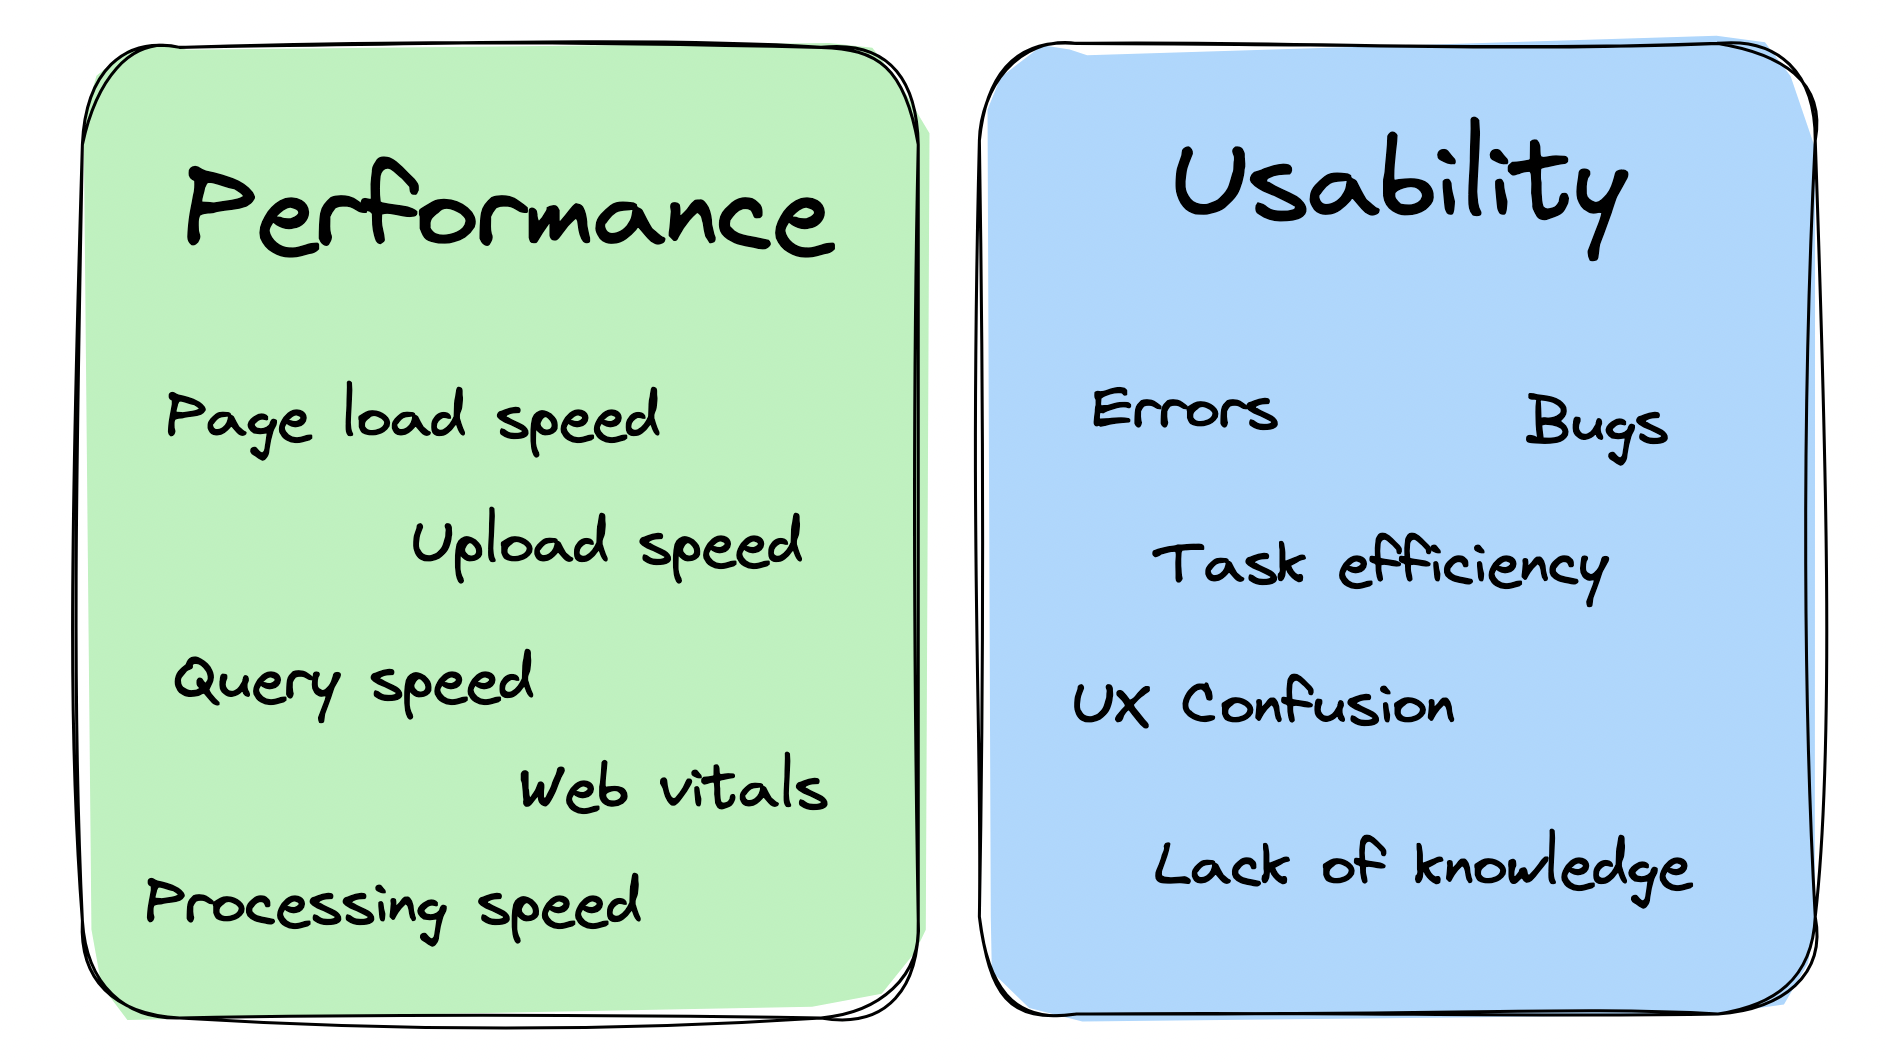 Performance
Page load speed
Upload speed
Query speed
Web vitals
Processing speed
Usability
Errors
Bugs
Task efficiency
UX Confusion
Lack of knowledge